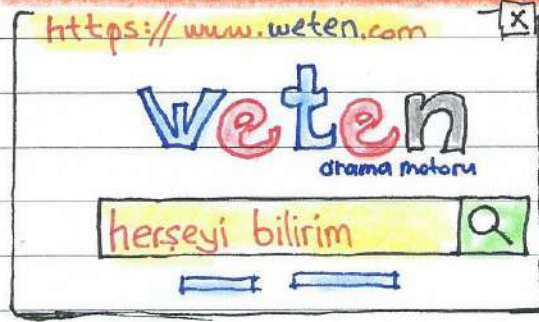 https://www.weten.com
X
weten
arama motoru
herşeyi bilirim